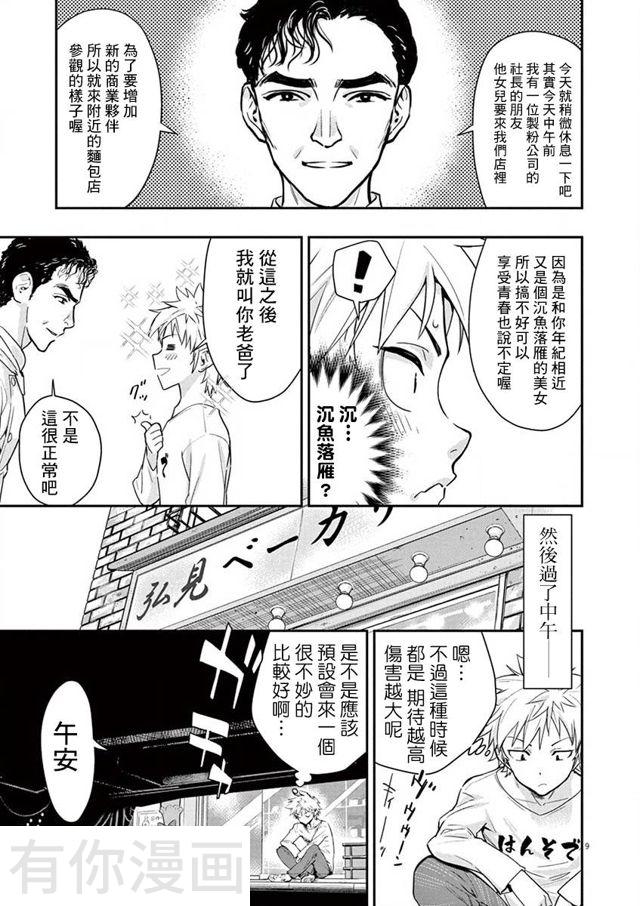 今天就稍微休息一下吧
其實今天中午前
我有一位製粉公司的
社長的朋友
他女兒要來我們店裡
為了要增加
新的商業夥伴
所以就來附近的麵包店
參觀的樣子喔
因為是和你年紀相近
又是個沉魚落雁的美女
所以搞不好可以
享受青春也說不定喔
！
沉…
沉魚落雁？
從這之後
我就叫你老爸了
グッ
不是
這很正常吧
弘見ベーカリ
然後過了中午──
嗯…
不過這種時候
都是 期待越高
傷害越大呢
はんそで
是不是應該
預設會來一個
很不妙的
比較好啊…
午安
9
有你漫画